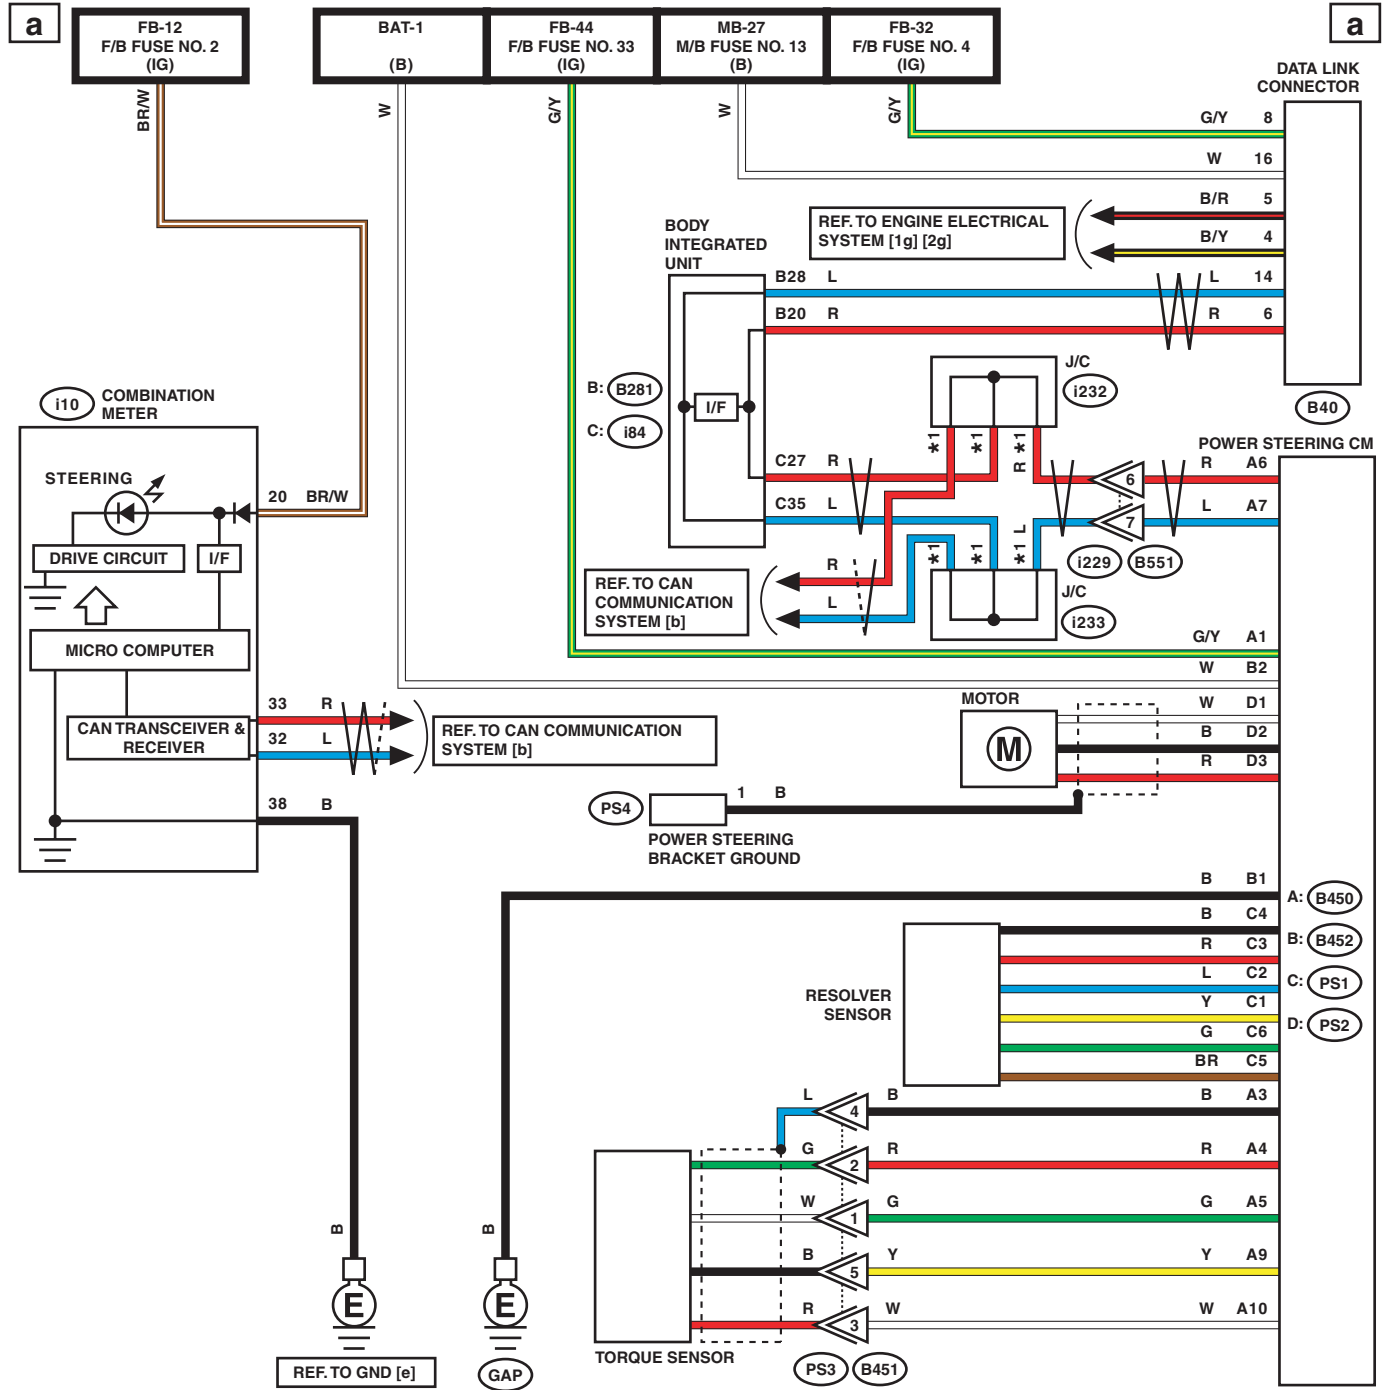 a
FB-12
F/B FUSE NO. 2
(IG)
BAT-1
(B)
FB-44
F/B FUSE NO. 33
(IG)
MB-27
M/B FUSE NO. 13
(B)
FB-32
F/B FUSE NO. 4
(IG)
a
DATA LINK
CONNECTOR
BR/W
W
G/Y
W
G/Y
G/Y 8
W 16
B/R 5
B/Y 4
L 14
R 6
REF. TO ENGINE ELECTRICAL
SYSTEM [1g] [2g]
BODY
INTEGRATED
UNIT
B28 L
B20 R
B: B281
C: i84
I/F
J/C
i232
B40
*1 *1 *1
R
C27 R
C35 L
POWER STEERING CM
R A6
L A7
6
7
i229 B551
*1 *1 *1
L
R
L
REF. TO CAN
COMMUNICATION
SYSTEM [b]
J/C
i233
i10
COMBINATION
METER
STEERING
20 BR/W
DRIVE CIRCUIT
I/F
MICRO COMPUTER
CAN TRANSCEIVER &
RECEIVER
33 R
32 L
REF. TO CAN COMMUNICATION
SYSTEM [b]
38 B
G/Y A1
W B2
MOTOR
M
W D1
B D2
R D3
PS4
1 B
POWER STEERING
BRACKET GROUND
B B1
B C4
R C3
L C2
Y C1
G C6
BR C5
A: B450
B: B452
C: PS1
D: PS2
RESOLVER
SENSOR
L 4 B B A3
G 2 R R A4
W 1 G G A5
B 5 Y Y A9
R 3 W W A10
TORQUE SENSOR
PS3 B451
B
E
REF. TO GND [e]
B
E
GAP